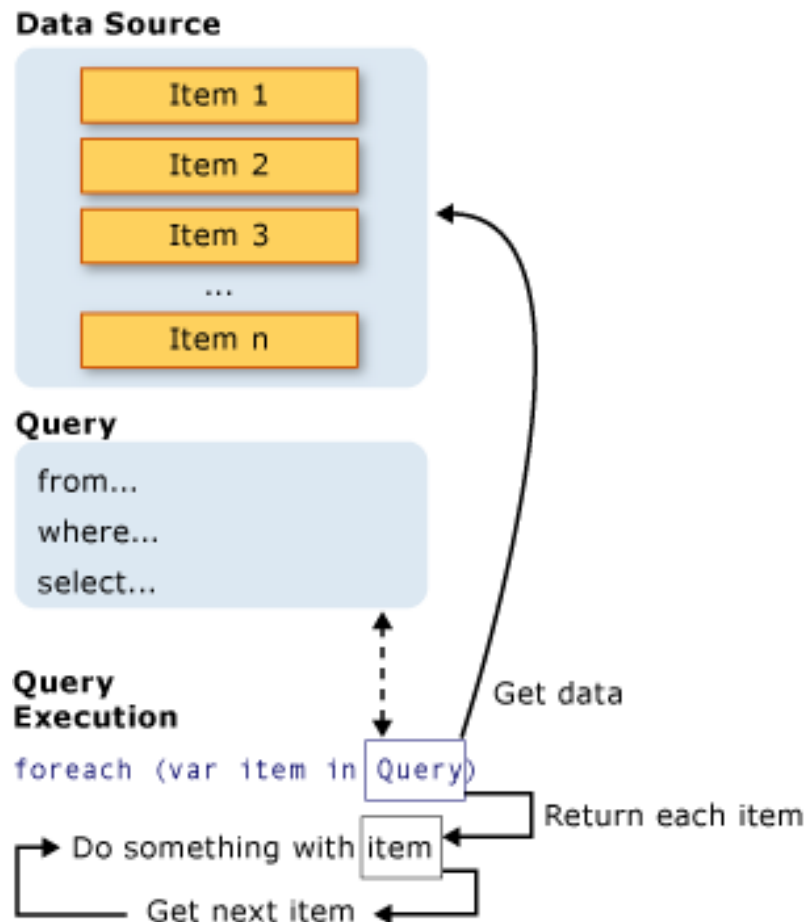 Data Source
Item 1
Item 2
Item 3
...
Item n
Query
from...
where...
select...
Query
Execution
Get data
foreach (var item in Query)
Return each item
Do something with item
Get next item